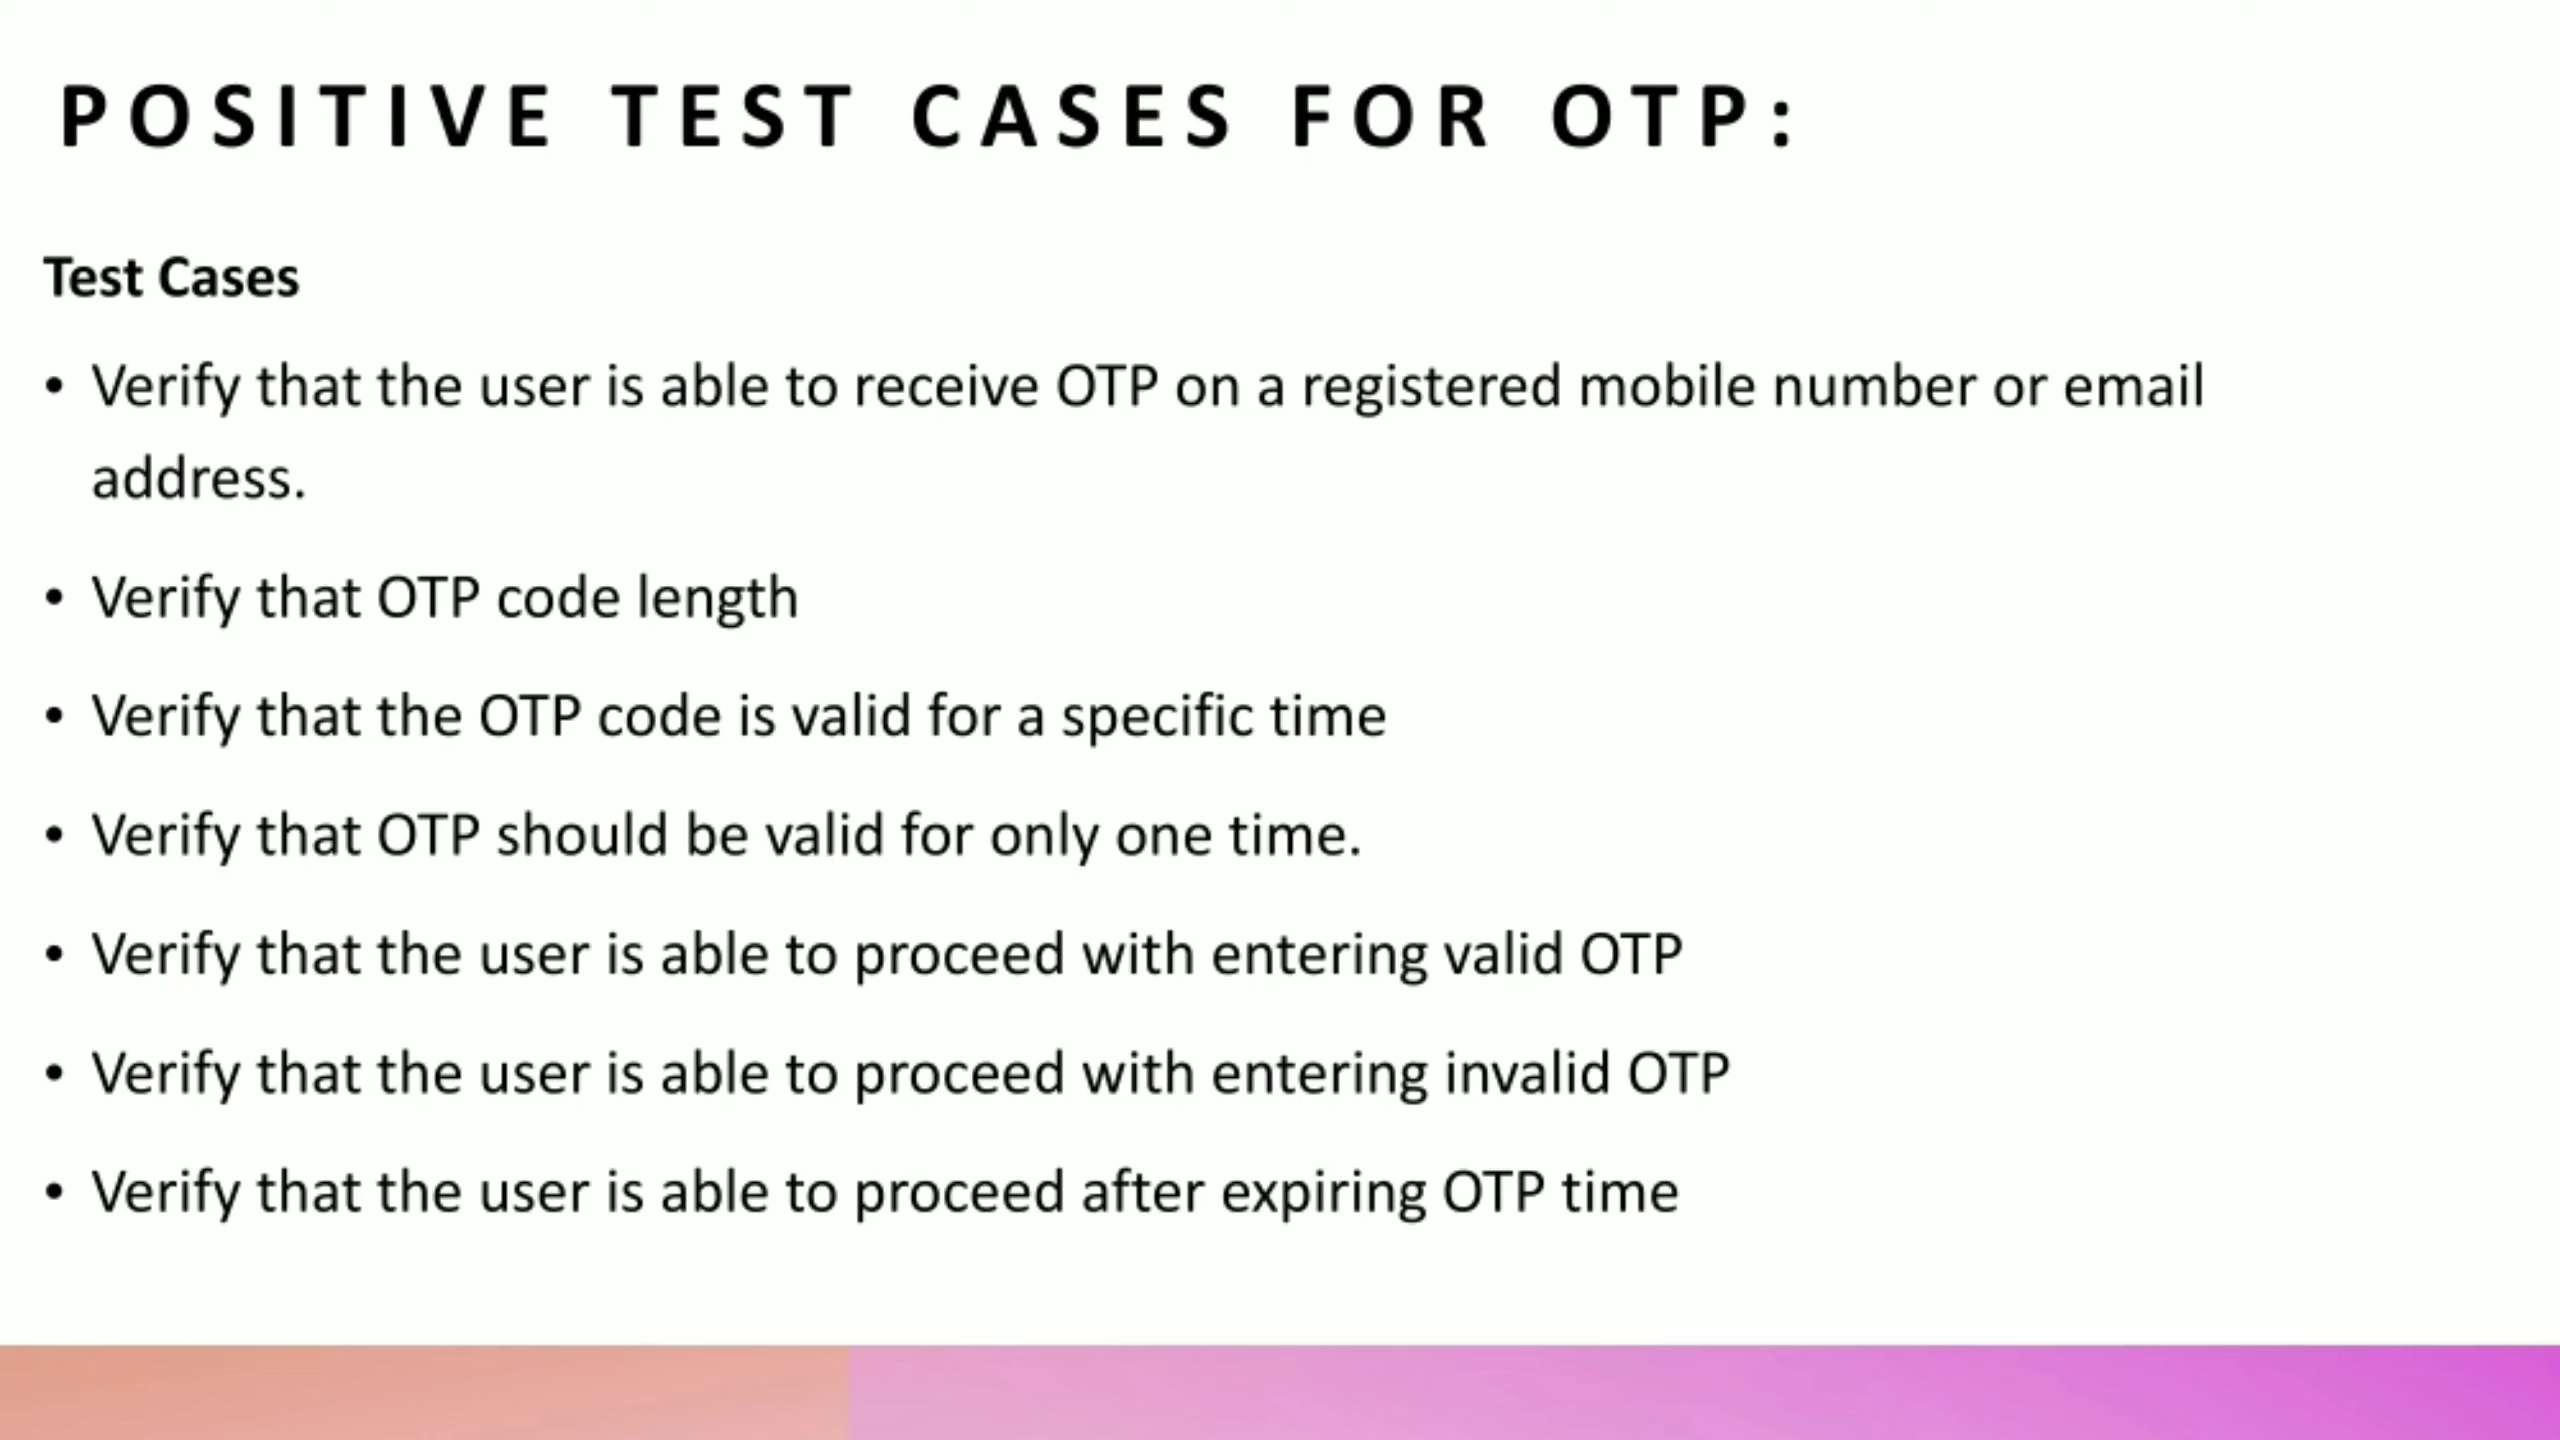 POSITIVE TEST CASES FOR OTP:
Test Cases
• Verify that the user is able to receive OTP on a registered mobile number or email
address.
• Verify that OTP code length
• Verify that the OTP code is valid for a specific time
• Verify that OTP should be valid for only one time.
• Verify that the user is able to proceed with entering valid OTP
• Verify that the user is able to proceed with entering invalid OTP
• Verify that the user is able to proceed after expiring OTP time